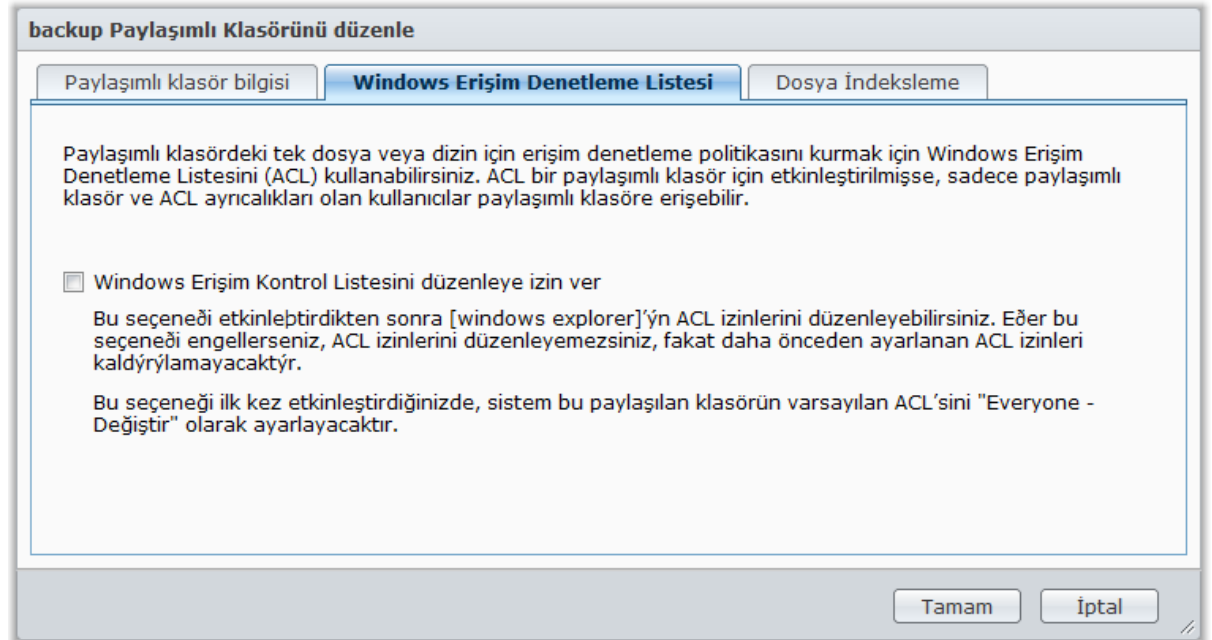 backup Paylaşımlı Klasörünü düzenle
Paylaşımlı klasör bilgisi
Windows Erişim Denetleme Listesi
Dosya İndeksleme
Paylaşımlı klasördeki tek dosya veya dizin için erişim denetleme politikasını kurmak için Windows Erişim
Denetleme Listesini (ACL) kullanabilirsiniz. ACL bir paylaşımlı klasör için etkinleştirilmişse, sadece paylaşımlı
klasör ve ACL ayrıcalıkları olan kullanıcılar paylaşımlı klasöre erişebilir.
Windows Erişim Kontrol Listesini düzenleye izin ver
Bu seçeneði etkinleþtirdikten sonra [windows explorer]’ýn ACL izinlerini düzenleyebilirsiniz. Eðer bu
seçeneði engellerseniz, ACL izinlerini düzenleyemezsiniz, fakat daha önceden ayarlanan ACL izinleri
kaldýrýlamayacaktýr.
Bu seçeneği ilk kez etkinleştirdiğinizde, sistem bu paylaşılan klasörün varsayılan ACL’sini "Everyone -
Değiştir" olarak ayarlayacaktır.
Tamam
İptal